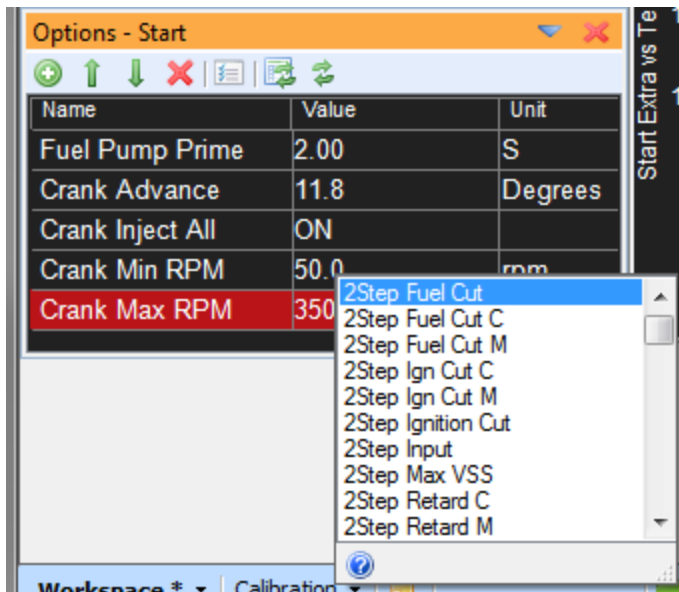 Options - Start
Name Value Unit
Fuel Pump Prime 2.00 S
Crank Advance 11.8 Degrees
Crank Inject All ON
Crank Min RPM 50.0 rpm
Crank Max RPM 350
2Step Fuel Cut
2Step Fuel Cut C
2Step Fuel Cut M
2Step Ign Cut C
2Step Ign Cut M
2Step Ignition Cut
2Step Input
2Step Max VSS
2Step Retard C
2Step Retard M
Workspace * Calibration
Start Extra vs Te